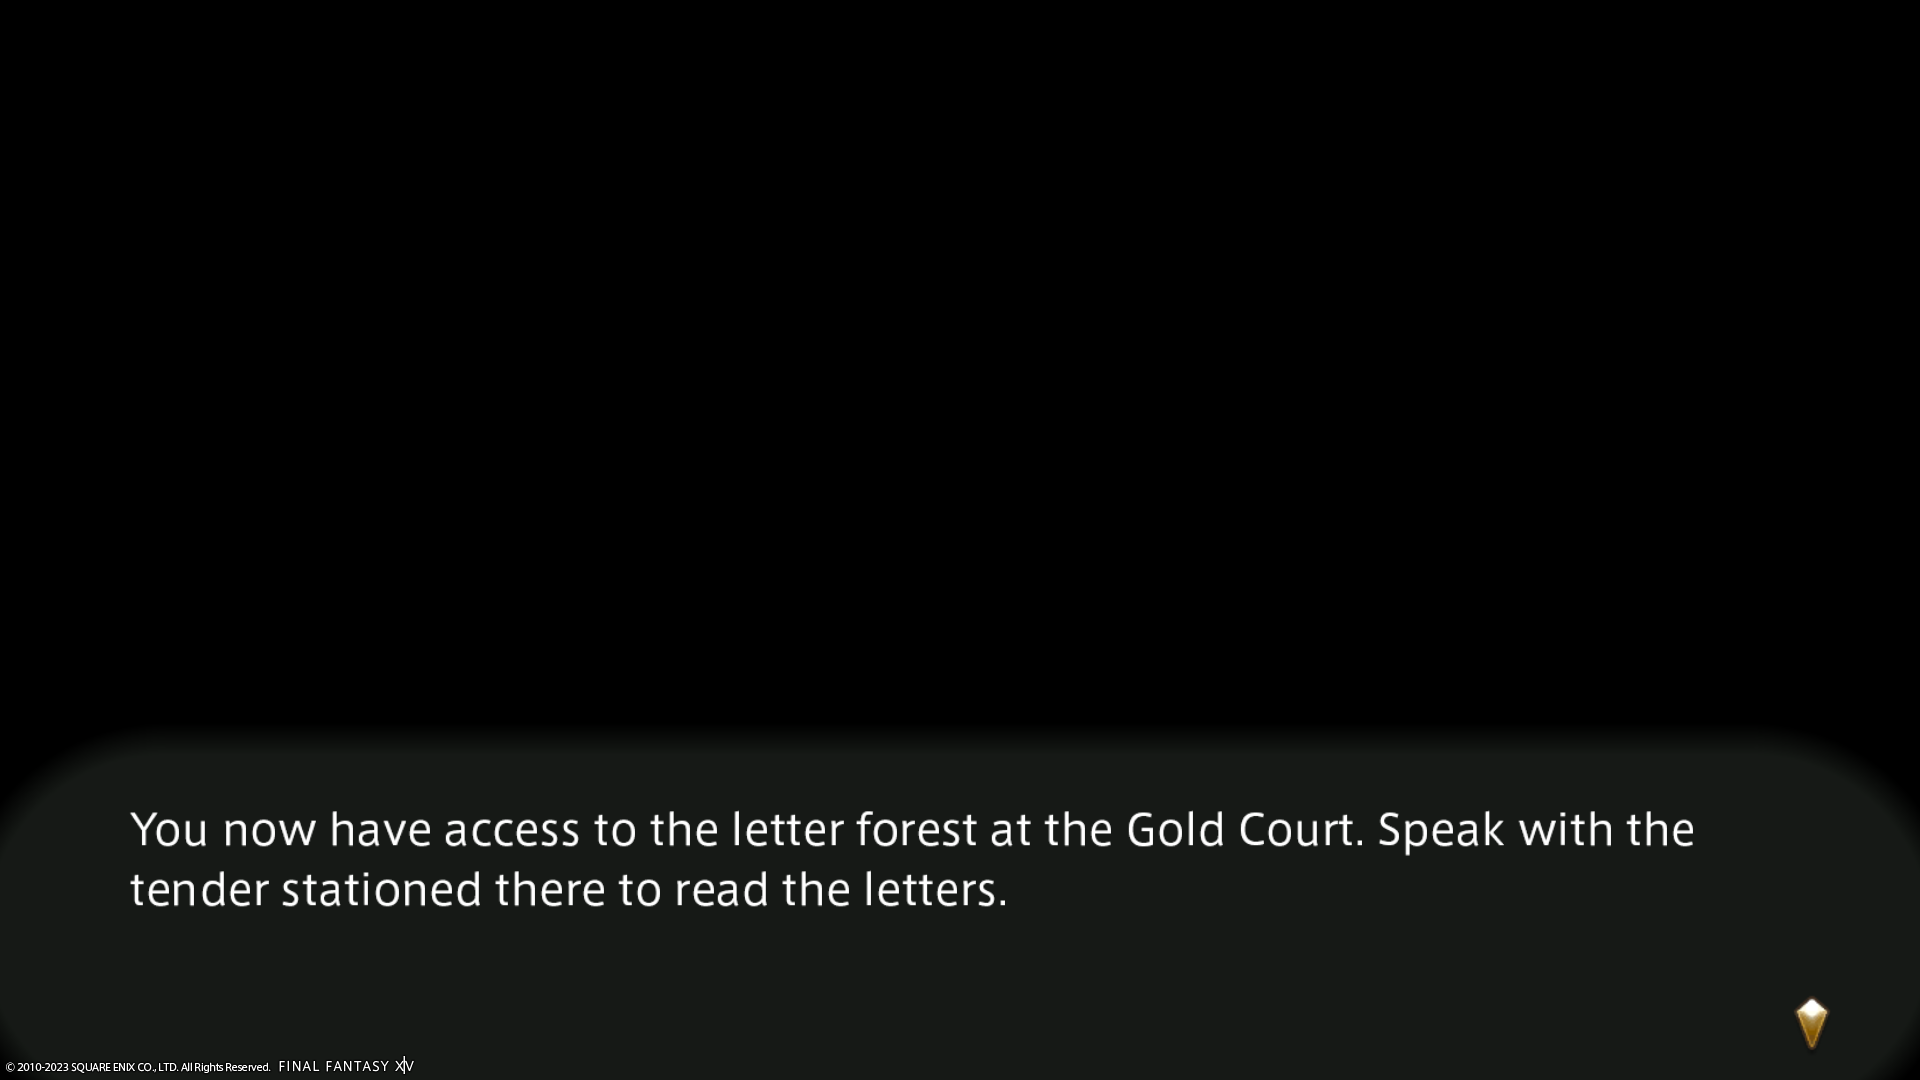 You now have access to the letter forest at the Gold Court. Speak with the
tender stationed there to read the letters.
© 2010-2023 SQUARE ENIX CO., LTD. All Rights Reserved. FINAL FANTASY XIV